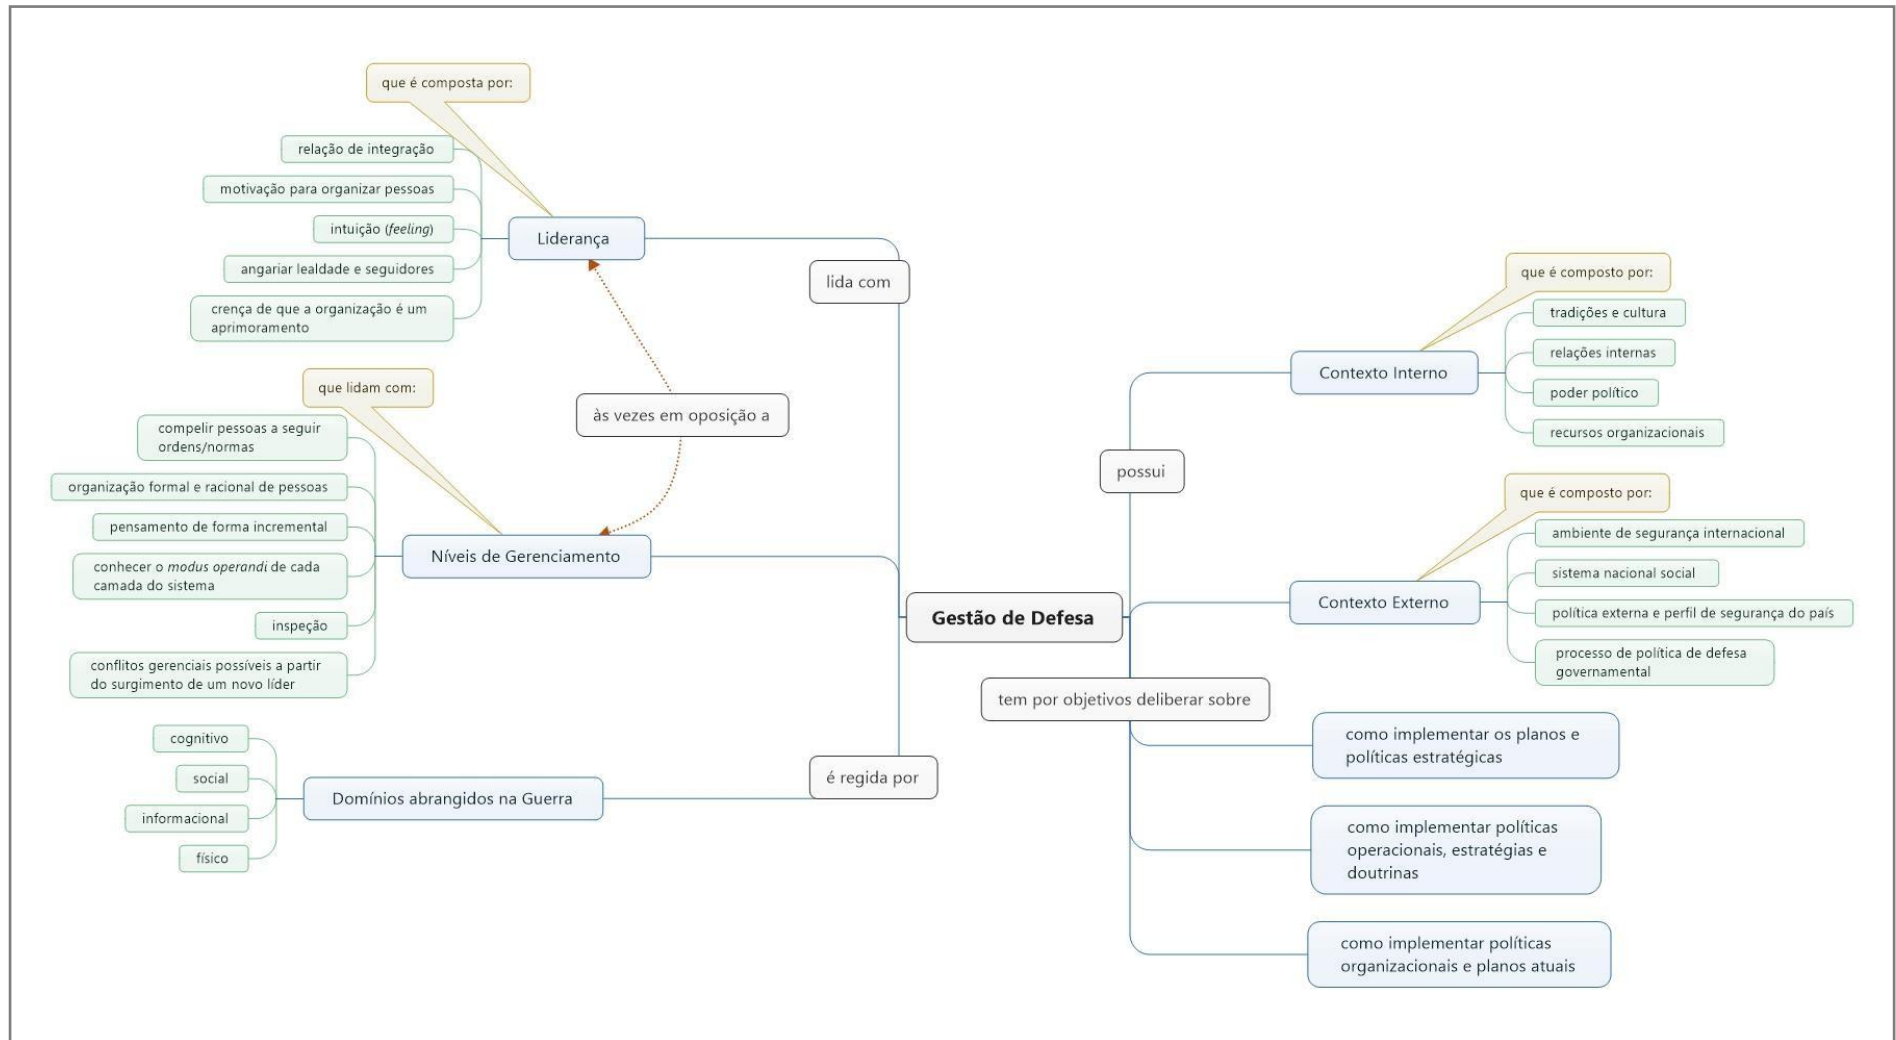 que é composta por:
relação de integração
motivação para organizar pessoas
intuição (feeling)
angariar lealdade e seguidores
crença de que a organização é um
aprimoramento
Liderança
lida com
que lidam com:
às vezes em oposição a
compelir pessoas a seguir
ordens/normas
organização formal e racional de pessoas
pensamento de forma incremental
conhecer o modus operandi de cada
camada do sistema
inspeção
conflitos gerenciais possíveis a partir
do surgimento de um novo líder
Níveis de Gerenciamento
cognitivo
social
informacional
físico
Domínios abrangidos na Guerra
é regida por
Gestão de Defesa
possui
que é composto por:
Contexto Interno
tradições e cultura
relações internas
poder político
recursos organizacionais
que é composto por:
Contexto Externo
ambiente de segurança internacional
sistema nacional social
política externa e perfil de segurança do país
processo de política de defesa
governamental
tem por objetivos deliberar sobre
como implementar os planos e
políticas estratégicas
como implementar políticas
operacionais, estratégias e
doutrinas
como implementar políticas
organizacionais e planos atuais